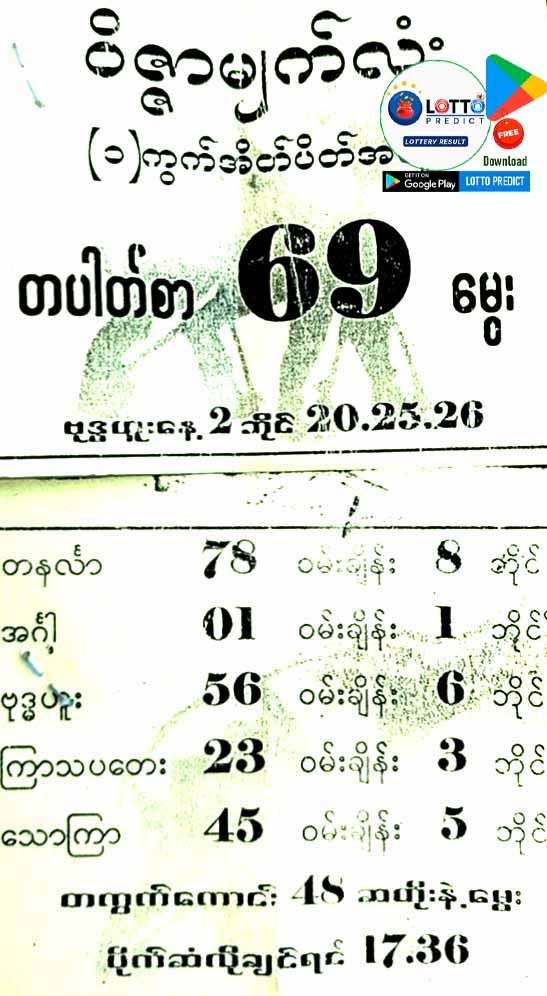 ဝိဇ္ဇာမျက်လုံး
LOTTO
PREDICT
LOTTERY RESULT
FREE
Download
GET IT ON
Google Play
LOTTO PREDICT
(၁)ကွက်အိတ်ပိတ်
တပါတ်စာ 69 မွေး
ဗုဒ္ဓဟူးနေ့ 2 ဘိုင် 20.25.26
တနင်္လာ 78 ဝမ်းချိန်း 8 ဘိုင်
အင်္ဂါ 01 ဝမ်းချိန်း 1 ဘိုင်
ဗုဒ္ဓဟူး 56 ဝမ်းချိန်း 6 ဘိုင်
ကြာသပတေး 23 ဝမ်းချိန်း 3 ဘိုင်
သောကြာ 45 ဝမ်းချိန်း 5 ဘိုင်
တကွက်ကောင်း 48 အတိုးနဲ့မွေး
ပိုက်ဆံလိုချင်ရင် 17.36